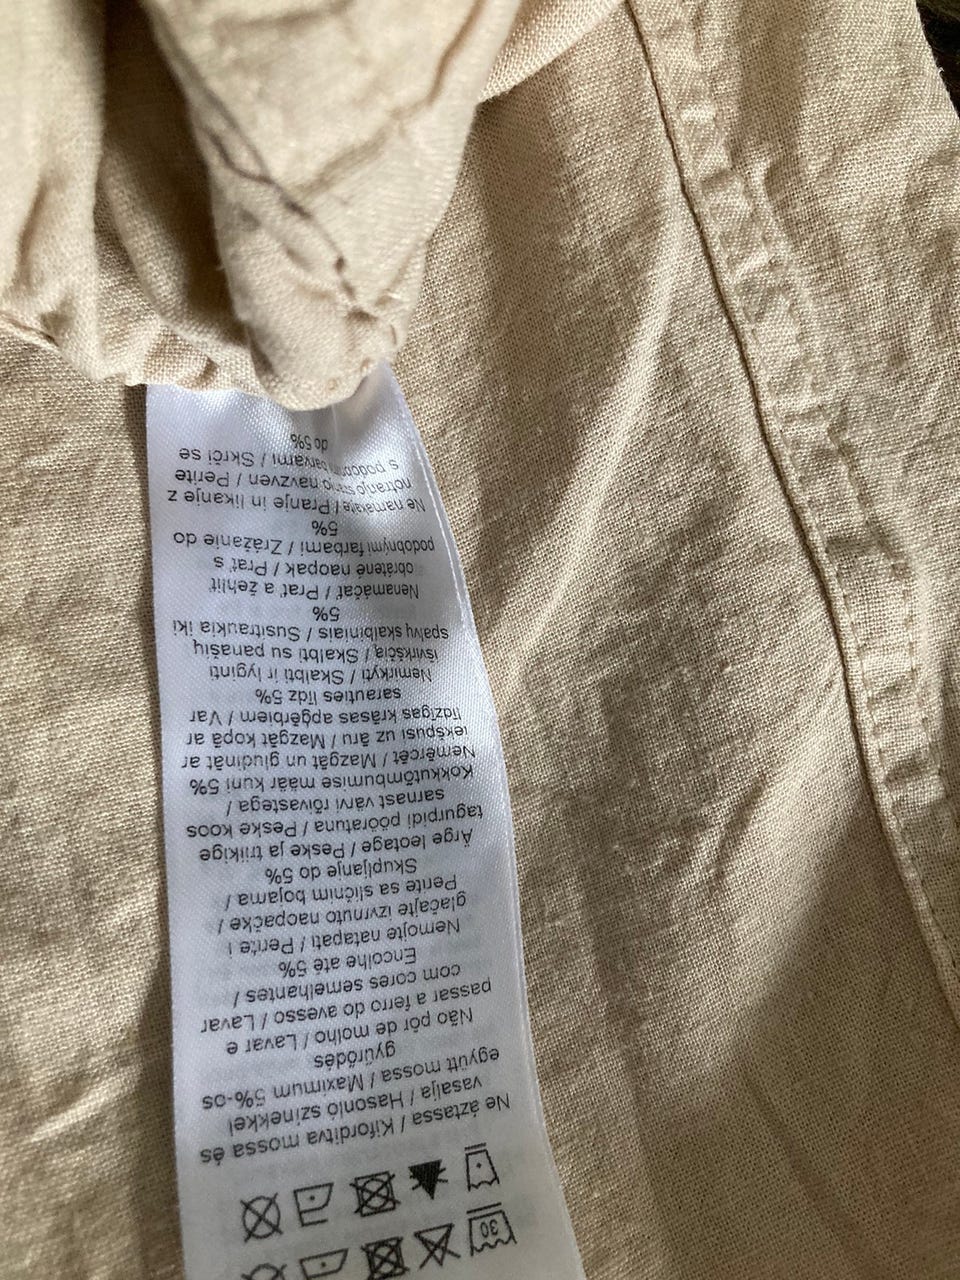 30
Ne áztassa / Kifordítva mossa és
vasalja / Hasonló színekkel
együtt mossa / Maximum 5%-os
gyűrődés
Não pôr de molho / Lavar e
passar a ferro do avesso / Lavar
com cores semelhantes /
Encolhe até 5%
Nemojte natapati / Perite i
glačajte izvrnuto naopačke /
Perite sa sličnim bojama /
Skupljanje do 5%
Ärge leotage / Peske ja triikige
tagurpidi pööratuna / Peske koos
sarnast värvi rõivastega /
Kokkutõmbumise määr kuni 5%
Nemērcēt / Mazgāt un gludināt ar
iekšpusi uz āru / Mazgāt kopā ar
līdzīgas krāsas apģērbiem / Var
sarauties līdz 5%
Nemirkyti / Skalbti ir lyginti
išvirkščią / Skalbti su panašių
spalvų skalbiniais / Susitraukia iki
5%
Nenamáčať / Prať a žehliť
obrátené naopak / Prať s
podobnými farbami / Zrážanie do
5%
Ne namakajte / Pranje in likanje z
notranjo navzven / Perite
s barvami / Skrči se
do 5%